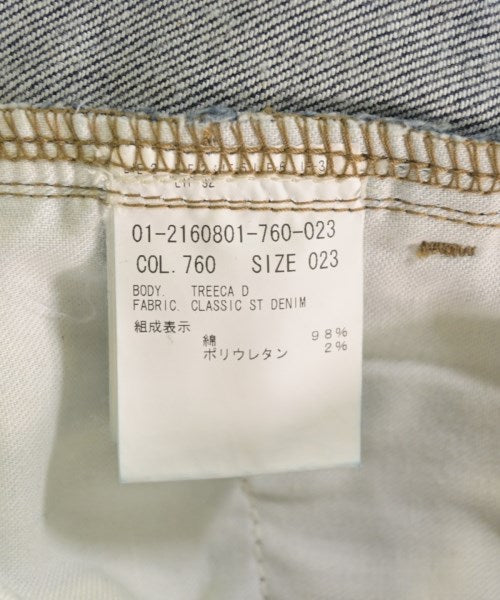 01-2160801-760-023
COL. 760 SIZE 023
BODY. TREECA D
FABRIC. CLASSIC ST DENIM
組成表示
綿 98%
ポリウレタン 2%